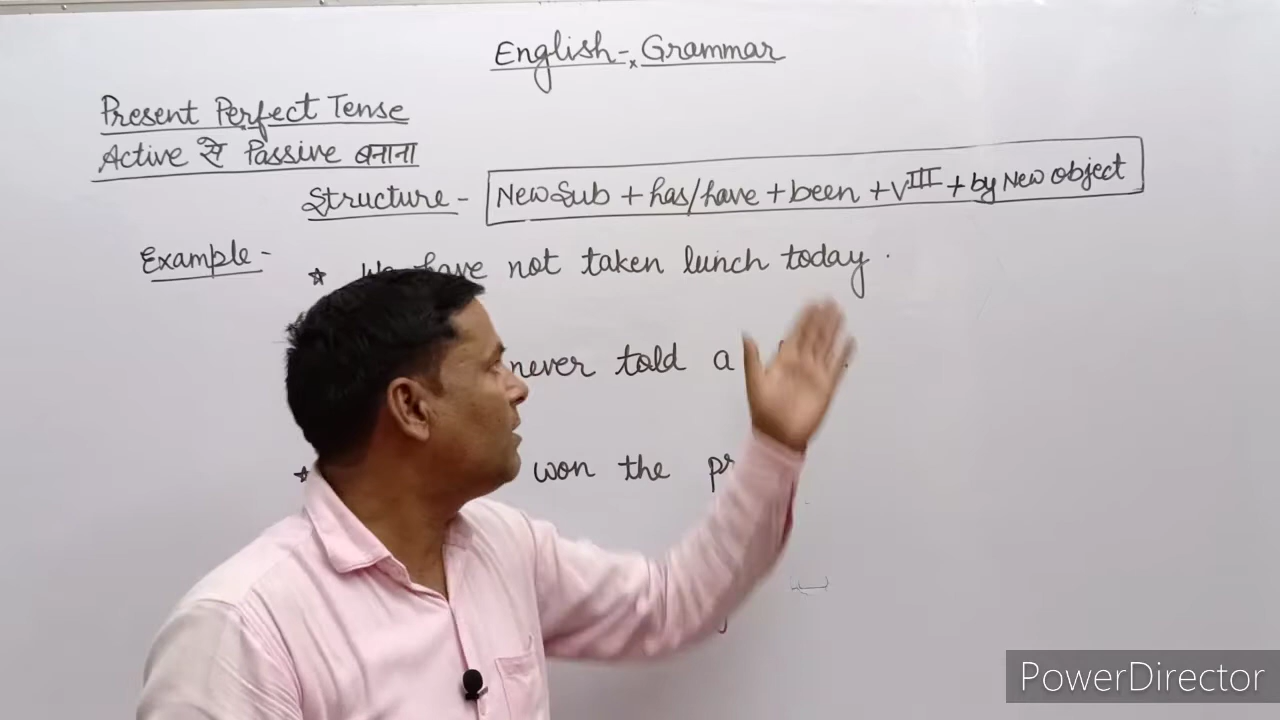 English - Grammar
Present Perfect Tense
Active से Passive बनाना
Structure - New Sub + has/have + been + V III + by New object
Example - We have not taken lunch today.
never told a
won the
PowerDirector